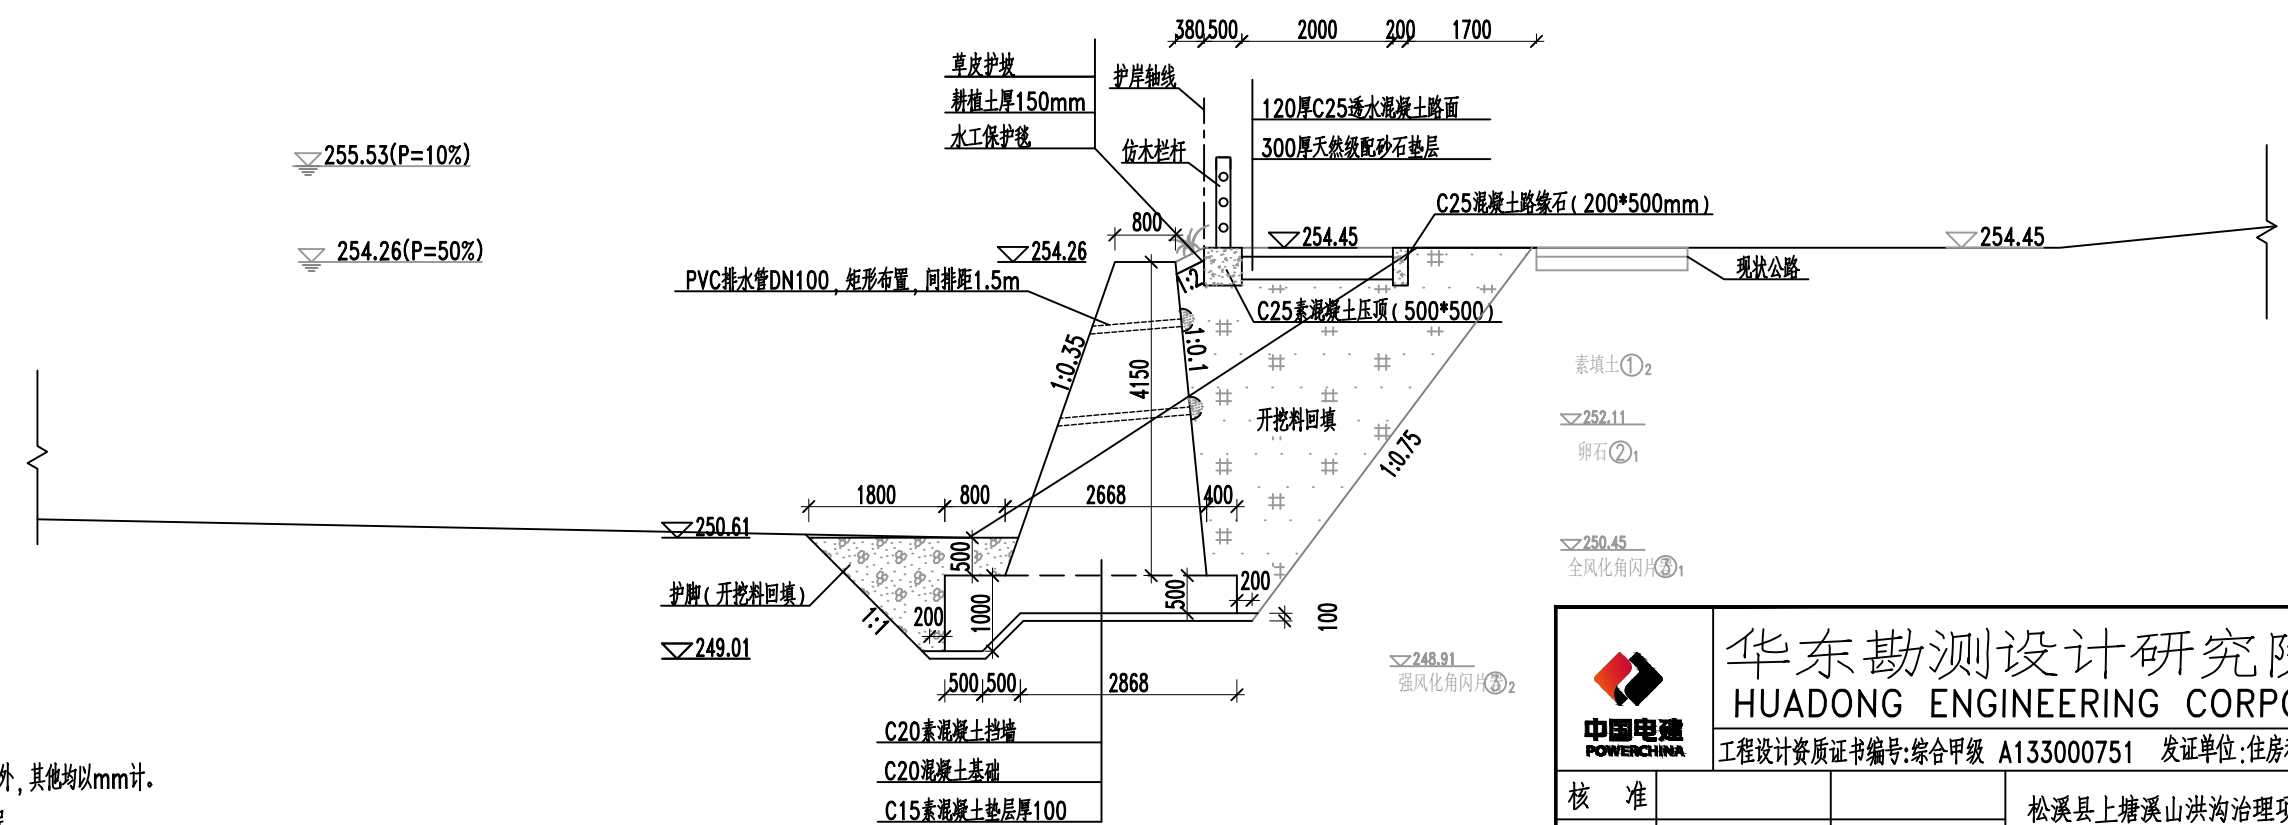 380 500 2000 200 1700
草皮护坡
耕植土厚150mm
水工保护毯
护岸轴线
仿木栏杆
120厚C25透水混凝土路面
300厚天然级配砂石垫层
C25混凝土路缘石(200*500mm)
255.53(P=10%)
254.26(P=50%)
800
254.26
254.45
254.45
现状公路
PVC排水管DN100,矩形布置,间排距1.5m
1:2
C25素混凝土压顶(500*500)
1:0.35
1:0.1
4150
开挖料回填
1:0.75
素填土①2
252.11
卵石②1
250.45
全风化角闪片
③1
248.91
强风化角闪片
③2
1800 800 2668 400
250.61
500
护脚(开挖料回填)
1:1
200
1000
500
200
100
249.01
500 500 2868
C20素混凝土挡墙
C20混凝土基础
C15素混凝土垫层厚100
外,其他均以mm计。
中国电建
POWERCHINA
华东勘测设计研究院
HUADONG ENGINEERING CORPO
工程设计资质证书编号:综合甲级 A133000751 发证单位:住房
核 准
松溪县上塘溪山洪沟治理项